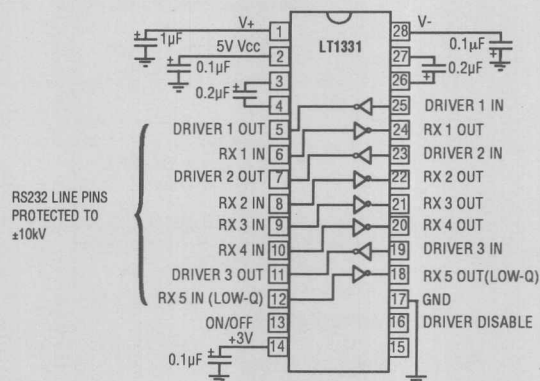 V+ 1 LT1331 28 V-
1μF
5V Vcc 2 27 0.1μF
0.1μF 3 26 0.2μF
0.2μF 4 25 DRIVER 1 IN
DRIVER 1 OUT 5 24 RX 1 OUT
RX 1 IN 6 23 DRIVER 2 IN
DRIVER 2 OUT 7 22 RX 2 OUT
RX 2 IN 8 21 RX 3 OUT
RS232 LINE PINS
PROTECTED TO
±10kV
RX 3 IN 9 20 RX 4 OUT
RX 4 IN 10 19 DRIVER 3 IN
DRIVER 3 OUT 11 18 RX 5 OUT(LOW-Q)
RX 5 IN (LOW-Q) 12 17 GND
ON/OFF 13 16 DRIVER DISABLE
+3V 14 15
0.1μF